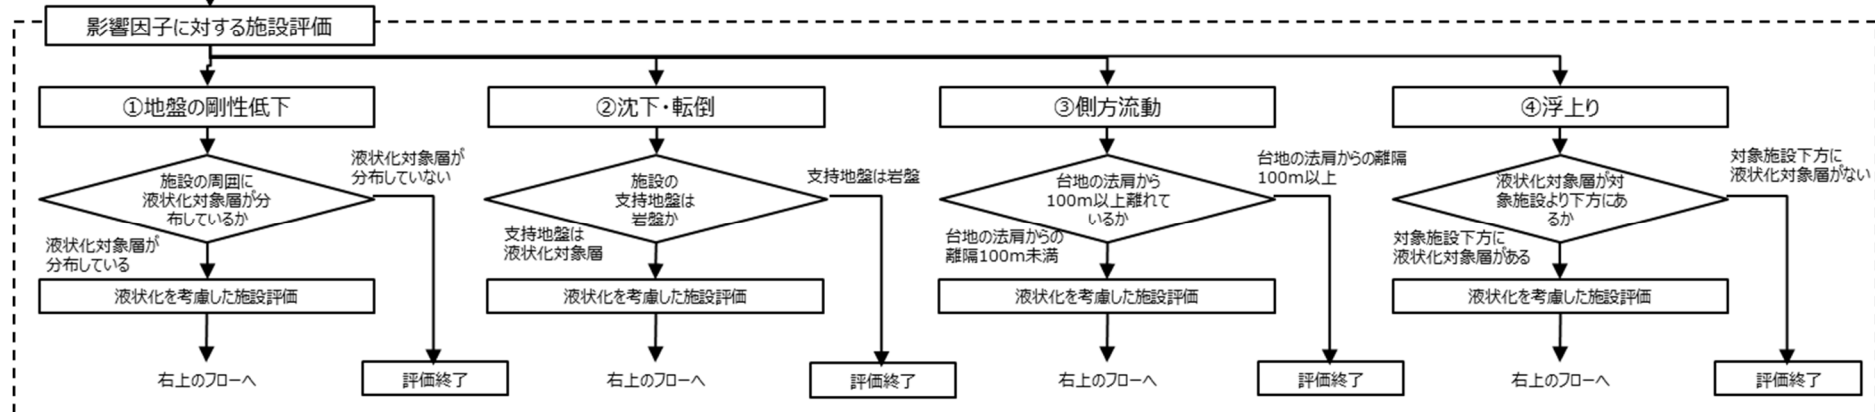 影響因子に対する施設評価
①地盤の剛性低下
施設の周囲に
液状化対象層が分
布しているか
液状化対象層が
分布していない
液状化対象層が
分布している
液状化を考慮した施設評価
右上のフローへ
評価終了
②沈下・転倒
施設の
支持地盤は
岩盤か
支持地盤は岩盤
支持地盤は
液状化対象層
液状化を考慮した施設評価
右上のフローへ
評価終了
③側方流動
台地の法肩から
100m以上離れて
いるか
台地の法肩からの離隔
100m以上
台地の法肩からの
離隔100m未満
液状化を考慮した施設評価
右上のフローへ
評価終了
④浮上り
液状化対象層が対
象施設より下方にあ
るか
対象施設下方に
液状化対象層がない
対象施設下方に
液状化対象層がある
液状化を考慮した施設評価
右上のフローへ
評価終了